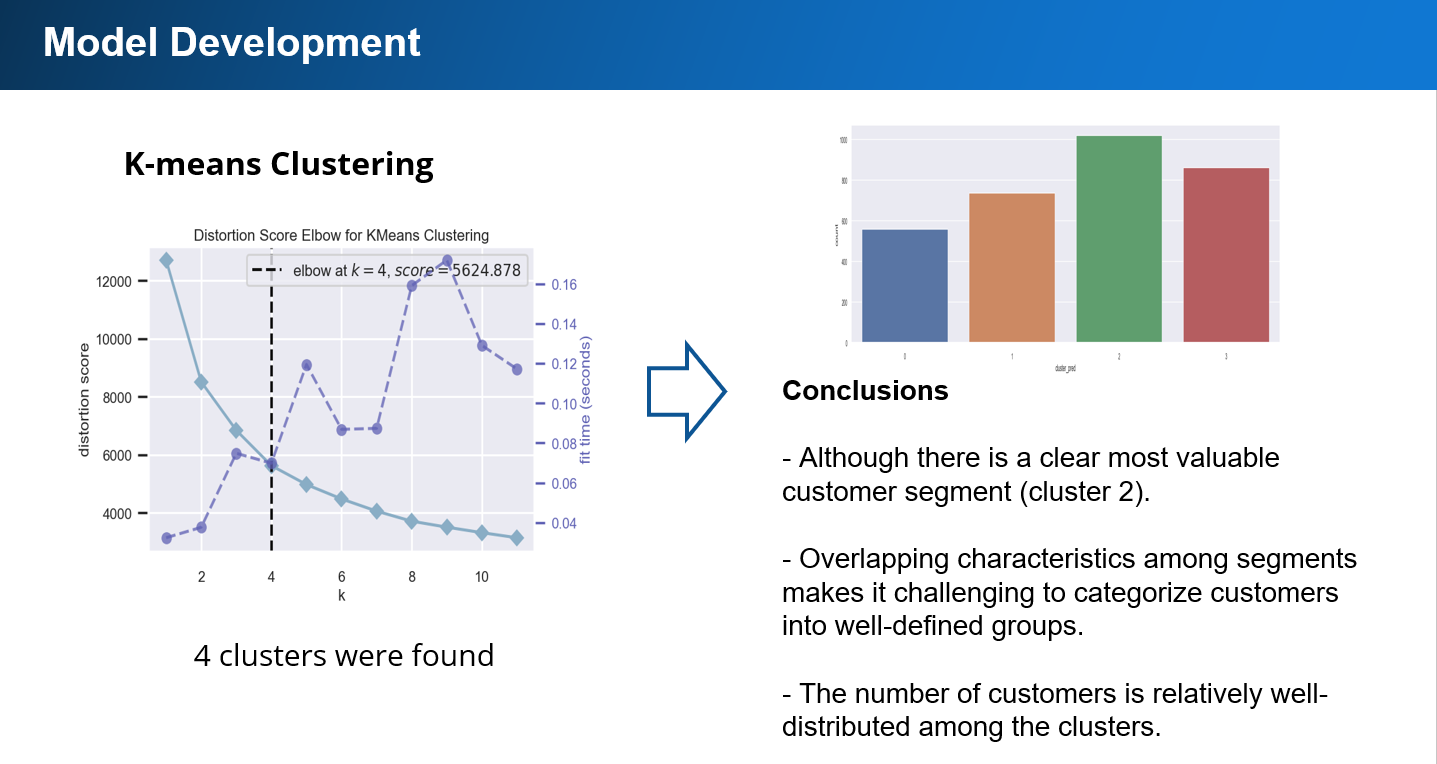 Model Development
K-means Clustering
Distortion Score Elbow for KMeans Clustering
elbow at k = 4, score = 5624.878
12000
10000
8000
6000
4000
distortion score
0.16
0.14
0.12
0.10
0.08
0.06
0.04
fit time (seconds)
2 4 6 8 10
k
4 clusters were found
1000
800
600
400
200
0
count
0 1 2 3
cluster_pred
Conclusions
- Although there is a clear most valuable
customer segment (cluster 2).
- Overlapping characteristics among segments
makes it challenging to categorize customers
into well-defined groups.
- The number of customers is relatively well-
distributed among the clusters.